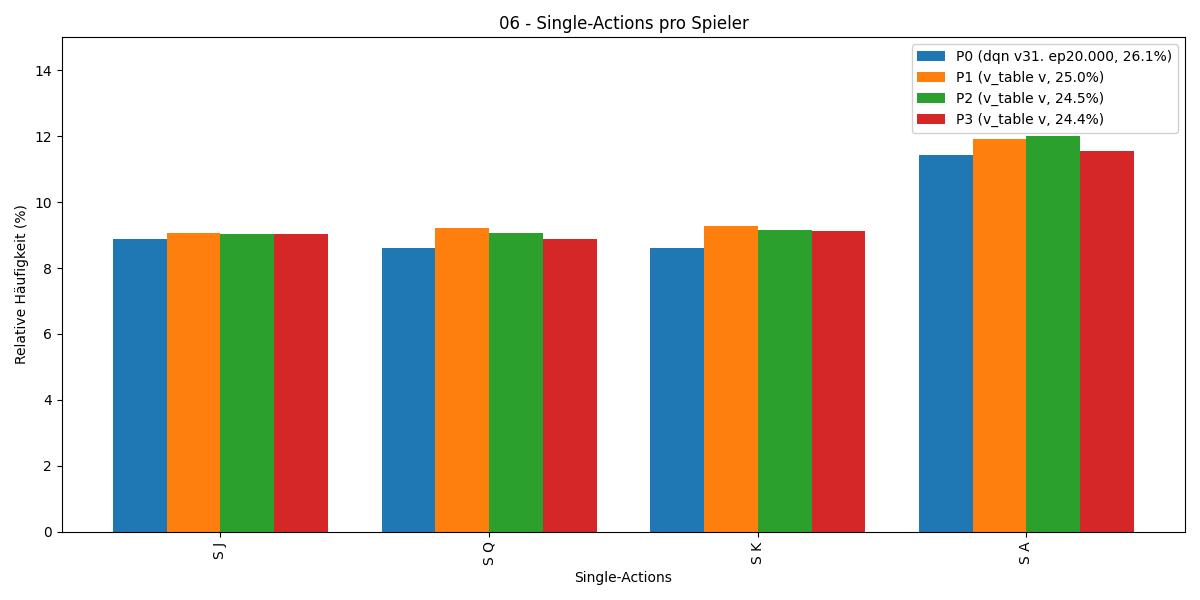 06 - Single-Actions pro Spieler
P0 (dqn v31. ep20.000, 26.1%)
P1 (v_table v, 25.0%)
P2 (v_table v, 24.5%)
P3 (v_table v, 24.4%)
Relative Häufigkeit (%)
14
12
10
8
6
4
2
0
S J
S Q
S K
S A
Single-Actions